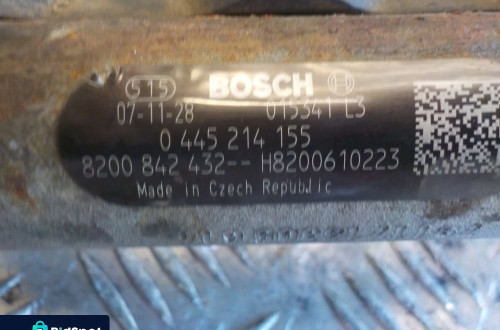 515 BOSCH
07-11-28 015341 L3
0 445 214 155
8200 842 432-- H8200610223
Made in Czech Republic
BidSpot